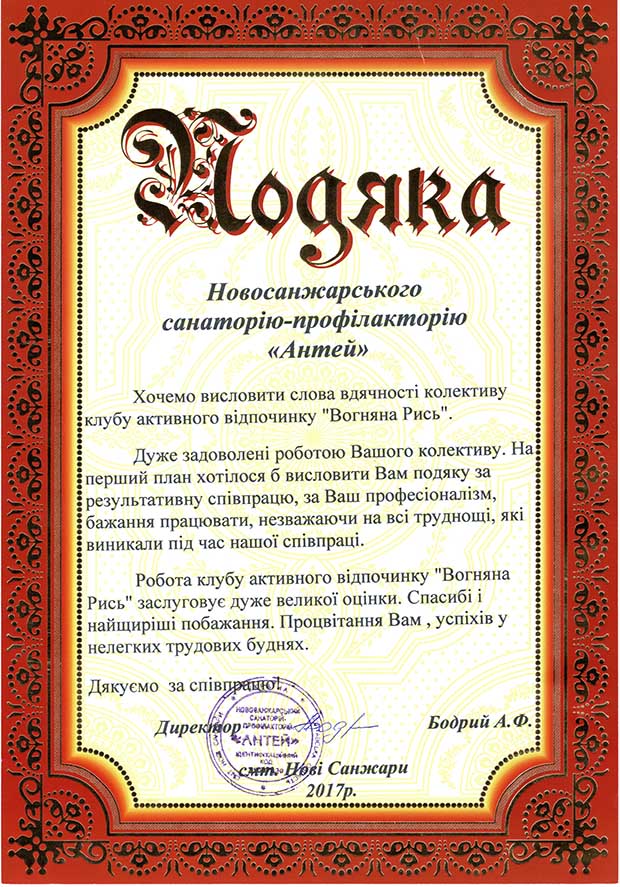 Подяка
Новосанжарського
санаторію-профілакторію
«Антей»
Хочемо висловити слова вдячності колективу
клубу активного відпочинку "Вогняна Рись".
Дуже задоволені роботою Вашого колективу. На
перший план хотілося б висловити Вам подяку за
результативну співпрацю, за Ваш професіоналізм,
бажання працювати, незважаючи на всі труднощі, які
виникали під час нашої співпраці.
Робота клубу активного відпочинку "Вогняна
Рись" заслуговує дуже великої оцінки. Спасибі і
найщиріші побажання. Процвітання Вам , успіхів у
нелегких трудових буднях.
Дякуємо за співпрацю!
Директор Бодрий А.Ф.
НОВОСАНЖАРСЬКИЙ
САНАТОРІЙ-
ПРОФІЛАКТОРІЙ
«АНТЕЙ»
ІДЕНТИФІКАЦІЙНИЙ
КОД
смт. Нові Санжари
2017р.